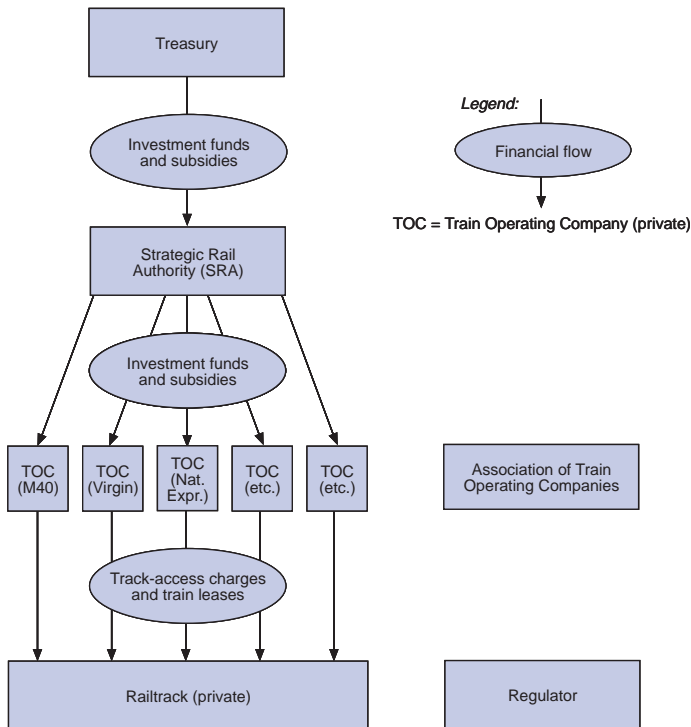 Treasury
Investment funds
and subsidies
Legend:
Financial flow
TOC = Train Operating Company (private)
Strategic Rail
Authority (SRA)
Investment funds
and subsidies
TOC
(M40)
TOC
(Virgin)
TOC
(Nat.
Expr.)
TOC
(etc.)
TOC
(etc.)
Association of Train
Operating Companies
Track-access charges
and train leases
Railtrack (private)
Regulator